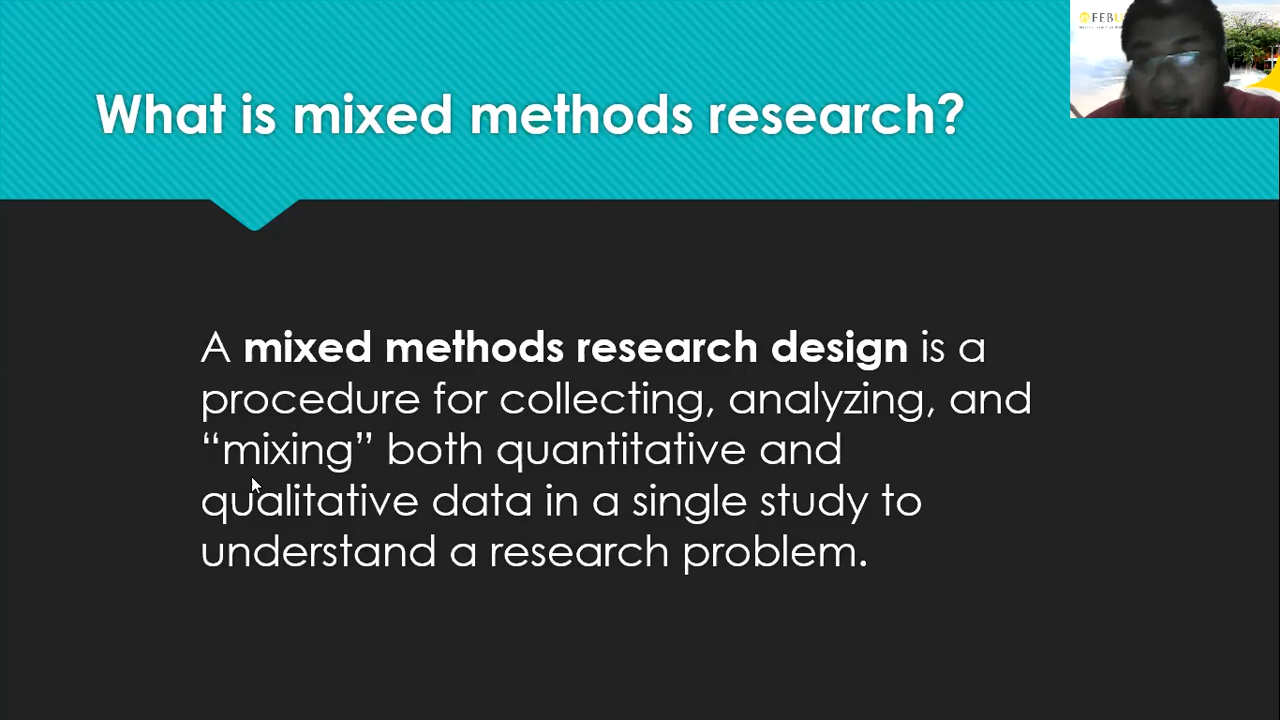 What is mixed methods research?
FEBU
A mixed methods research design is a
procedure for collecting, analyzing, and
“mixing” both quantitative and
qualitative data in a single study to
understand a research problem.